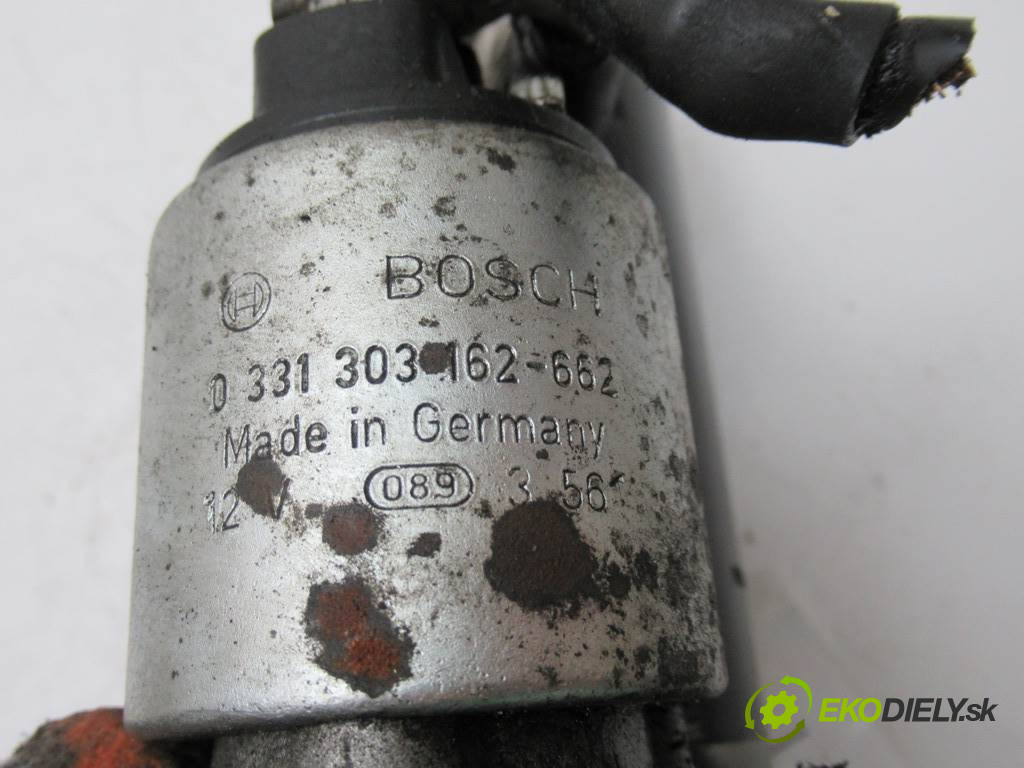 BOSCH
0 331 303 162-662
Made in Germany
12 V 089 3 56
EKODIELY.sk